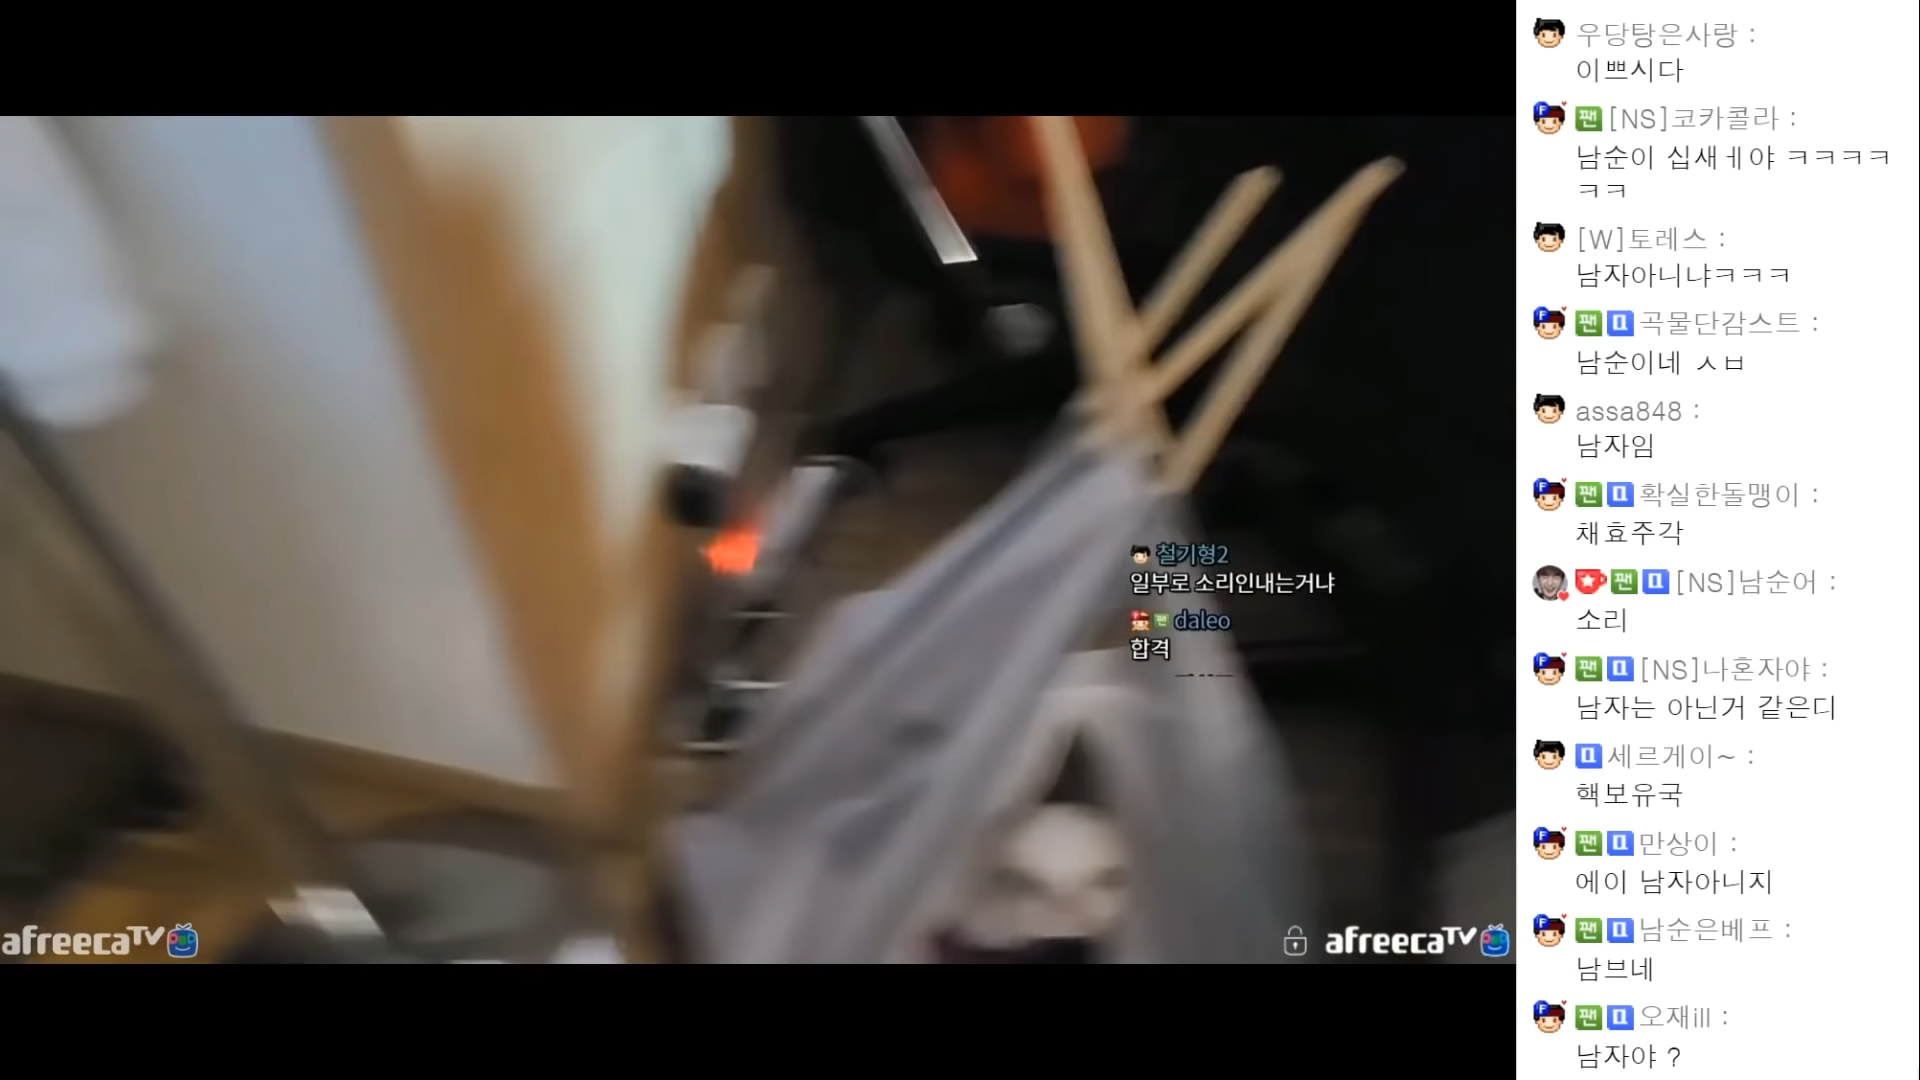 철기형2
일부로 소리인내는거냐
daleo
합격
afreecaTV
afreecaTV
우당탕은사랑 :
이쁘시다
팬 [NS]코카콜라 :
남순이 십새ㅔ야 ㅋㅋㅋㅋ
ㅋㅋ
[W]토레스 :
남자아니냐ㅋㅋㅋ
팬 곡물단감스트 :
남순이네 ㅅㅂ
assa848 :
남자임
팬 확실한돌맹이 :
채효주각
팬 [NS]남순어 :
소리
팬 [NS]나혼자야 :
남자는 아닌거 같은디
세르게이~ :
핵보유국
팬 만상이 :
에이 남자아니지
팬 남순은베프 :
남브네
팬 오재ill :
남자야 ?